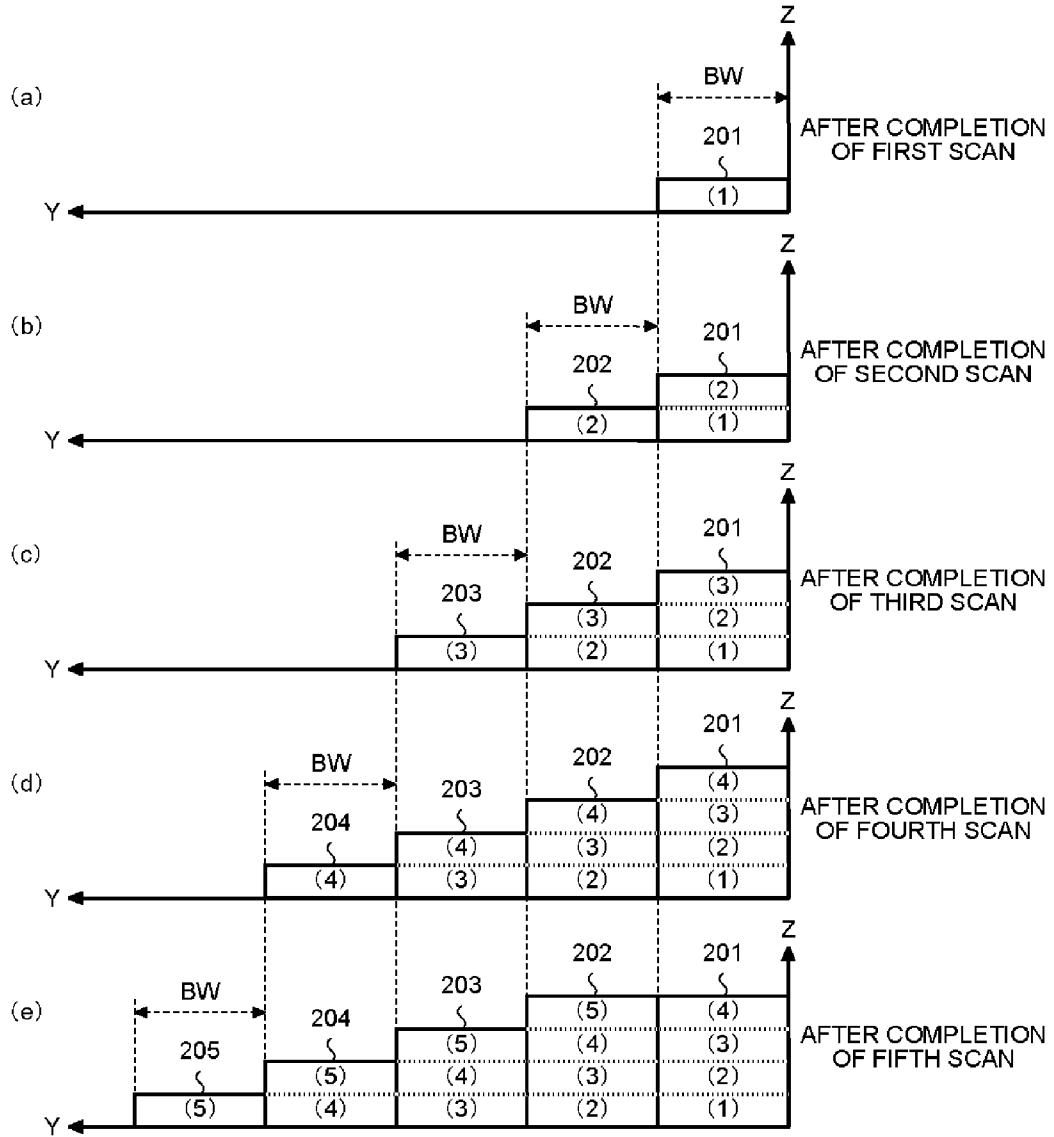 Z
(a)
BW
201
AFTER COMPLETION
OF FIRST SCAN
(1)
Y
Z
(b)
BW
201
AFTER COMPLETION
OF SECOND SCAN
202
(2)
(2) (1)
Y
Z
(c)
BW
201
202
AFTER COMPLETION
OF THIRD SCAN
203
(3)
(3) (2)
(3) (2) (1)
Y
Z
(d)
BW
201
202
203
AFTER COMPLETION
OF FOURTH SCAN
204
(4)
(4) (3)
(4) (3) (2)
(4) (3) (2) (1)
Y
Z
(e)
BW
202 201
203
204
AFTER COMPLETION
OF FIFTH SCAN
205
(5) (4)
(5) (4) (3)
(5) (4) (3) (2)
(5) (4) (3) (2) (1)
Y